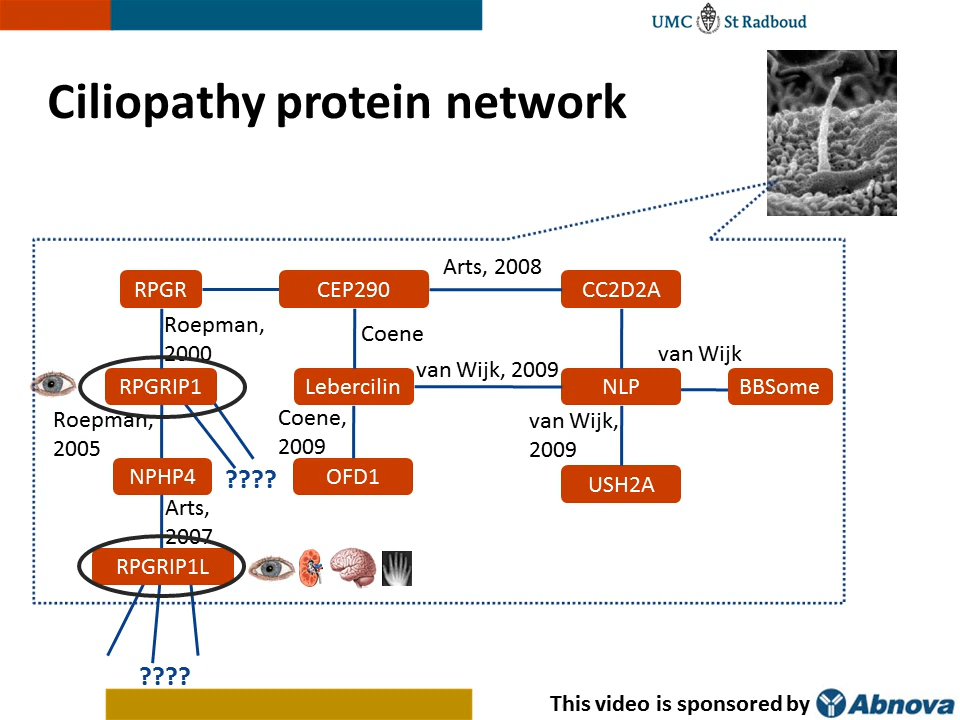 UMC St Radboud
Ciliopathy protein network
Arts, 2008
RPGR
CEP290
CC2D2A
Roepman,
2000
Coene
van Wijk
van Wijk, 2009
RPGRIP1
Lebercilin
NLP
BBSome
Roepman,
2005
Coene,
2009
van Wijk,
2009
NPHP4
????
OFD1
USH2A
Arts,
2007
RPGRIP1L
????
This video is sponsored by Abnova